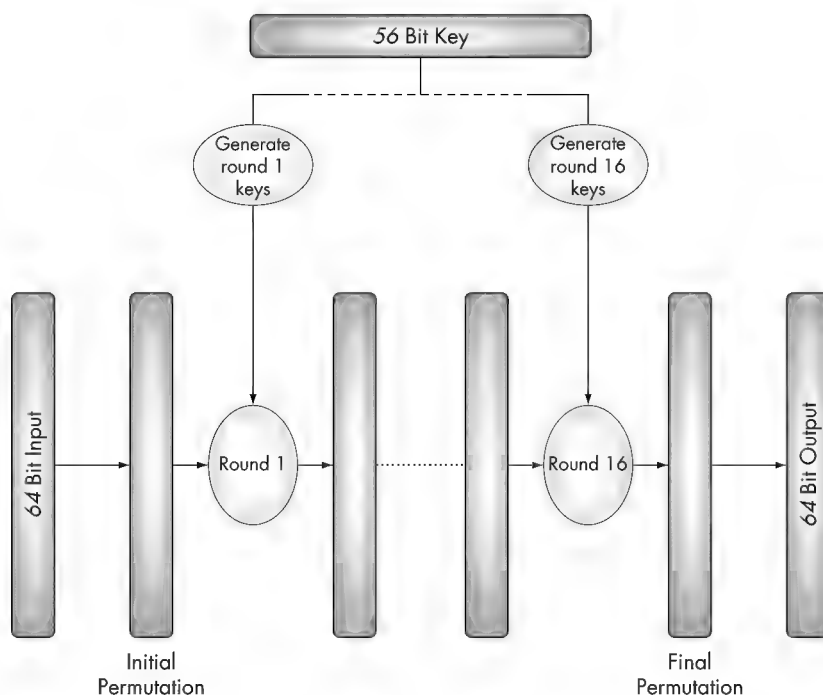 56 Bit Key
Generate
round 1
keys
Generate
round 16
keys
64 Bit Input
Round 1
Round 16
64 Bit Output
Initial
Permutation
Final
Permutation